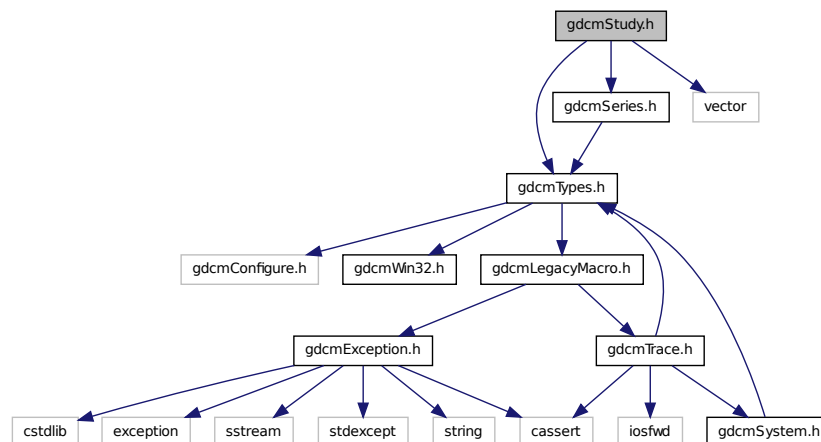 gdcmStudy.h
gdcmSeries.h
vector
gdcmTypes.h
gdcmConfigure.h
gdcmWin32.h
gdcmLegacyMacro.h
gdcmException.h
gdcmTrace.h
cstdlib
exception
sstream
stdexcept
string
cassert
iosfwd
gdcmSystem.h